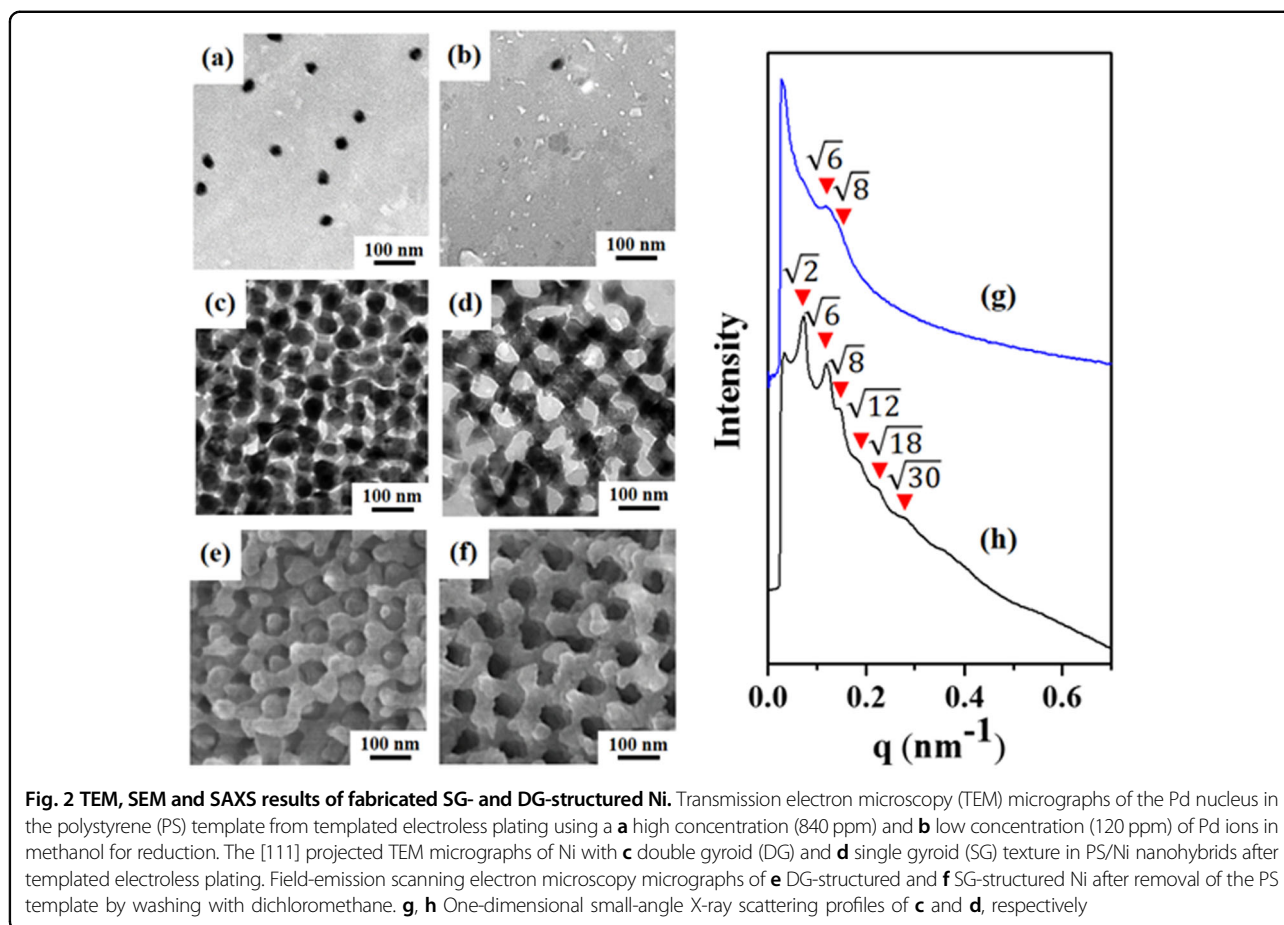 (a)
100 nm
(b)
100 nm
(c)
100 nm
(d)
100 nm
(e)
100 nm
(f)
100 nm
√6
√8
(g)
√2
√6
√8
√12
√18
√30
(h)
Intensity
0.0 0.2 0.4 0.6
q (nm⁻¹)
Fig. 2 TEM, SEM and SAXS results of fabricated SG- and DG-structured Ni. Transmission electron microscopy (TEM) micrographs of the Pd nucleus in
the polystyrene (PS) template from templated electroless plating using a a high concentration (840 ppm) and b low concentration (120 ppm) of Pd ions in
methanol for reduction. The [111] projected TEM micrographs of Ni with c double gyroid (DG) and d single gyroid (SG) texture in PS/Ni nanohybrids after
templated electroless plating. Field-emission scanning electron microscopy micrographs of e DG-structured and f SG-structured Ni after removal of the PS
template by washing with dichloromethane. g, h One-dimensional small-angle X-ray scattering profiles of c and d, respectively